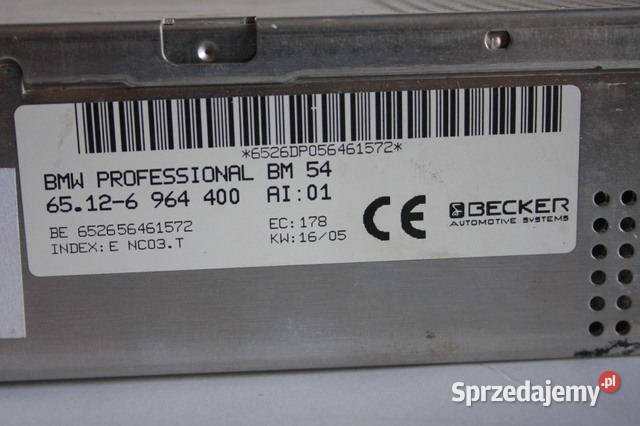 *6526DP056461572*
BMW PROFESSIONAL BM 54
65.12-6 964 400 AI:01
BE 652656461572 EC:178
INDEX:E NC03.T KW:16/05
CE
BECKER
AUTOMOTIVE SYSTEMS
Sprzedajemy.pl